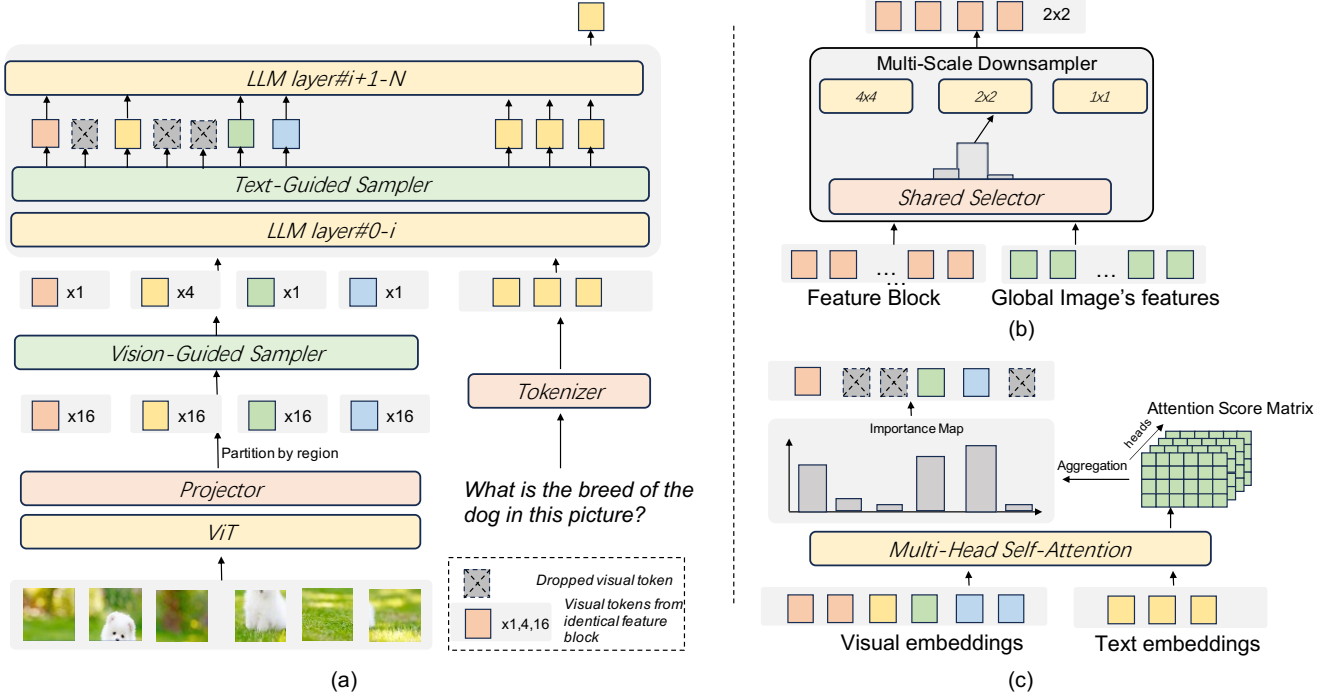 LLM layer#i+1-N
Text-Guided Sampler
LLM layer#0-i
x1
x4
x1
x1
Vision-Guided Sampler
x16
x16
x16
x16
Partition by region
Projector
ViT
Tokenizer
What is the breed of the
dog in this picture?
Dropped visual token
x1,4,16
Visual tokens from
identical feature
block
(a)
2x2
Multi-Scale Downsampler
4x4
2x2
1x1
Shared Selector
...
...
...
Feature Block
Global Image's features
(b)
Importance Map
Attention Score Matrix
heads
Aggregation
Multi-Head Self-Attention
Visual embeddings
Text embeddings
(c)